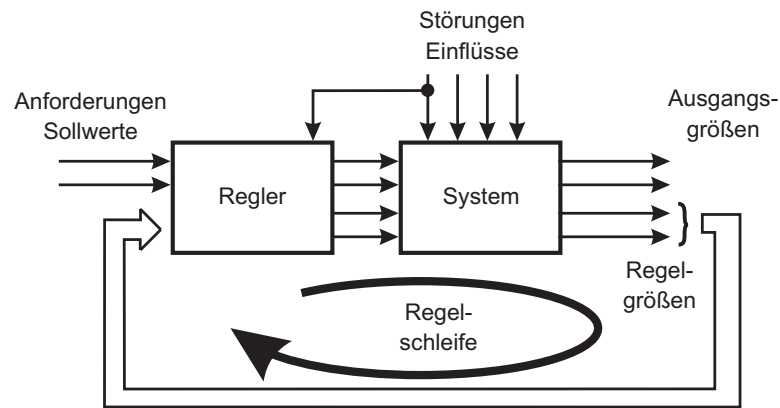 Störungen
Einflüsse
Anforderungen
Sollwerte
Ausgangs-
größen
Regler
System
Regel-
größen
Regel-
schleife